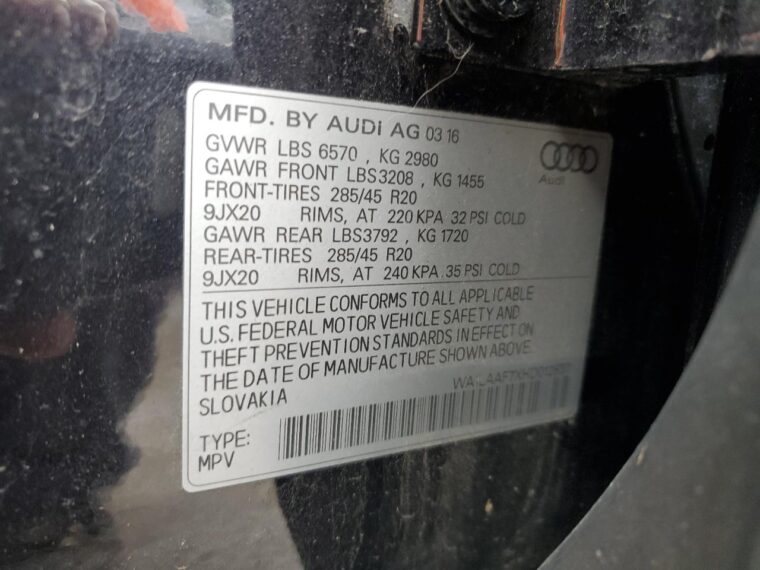 MFD. BY AUDI AG 03 16
GVWR LBS 6570 , KG 2980
GAWR FRONT LBS3208 , KG 1455
FRONT-TIRES 285/45 R20
9JX20 RIMS, AT 220 KPA 32 PSI COLD
GAWR REAR LBS3792 , KG 1720
REAR-TIRES 285/45 R20
9JX20 RIMS, AT 240 KPA 35 PSI COLD
Audi
THIS VEHICLE CONFORMS TO ALL APPLICABLE
U.S. FEDERAL MOTOR VEHICLE SAFETY AND
THEFT PREVENTION STANDARDS IN EFFECT ON
THE DATE OF MANUFACTURE SHOWN ABOVE.
SLOVAKIA
TYPE:
MPV